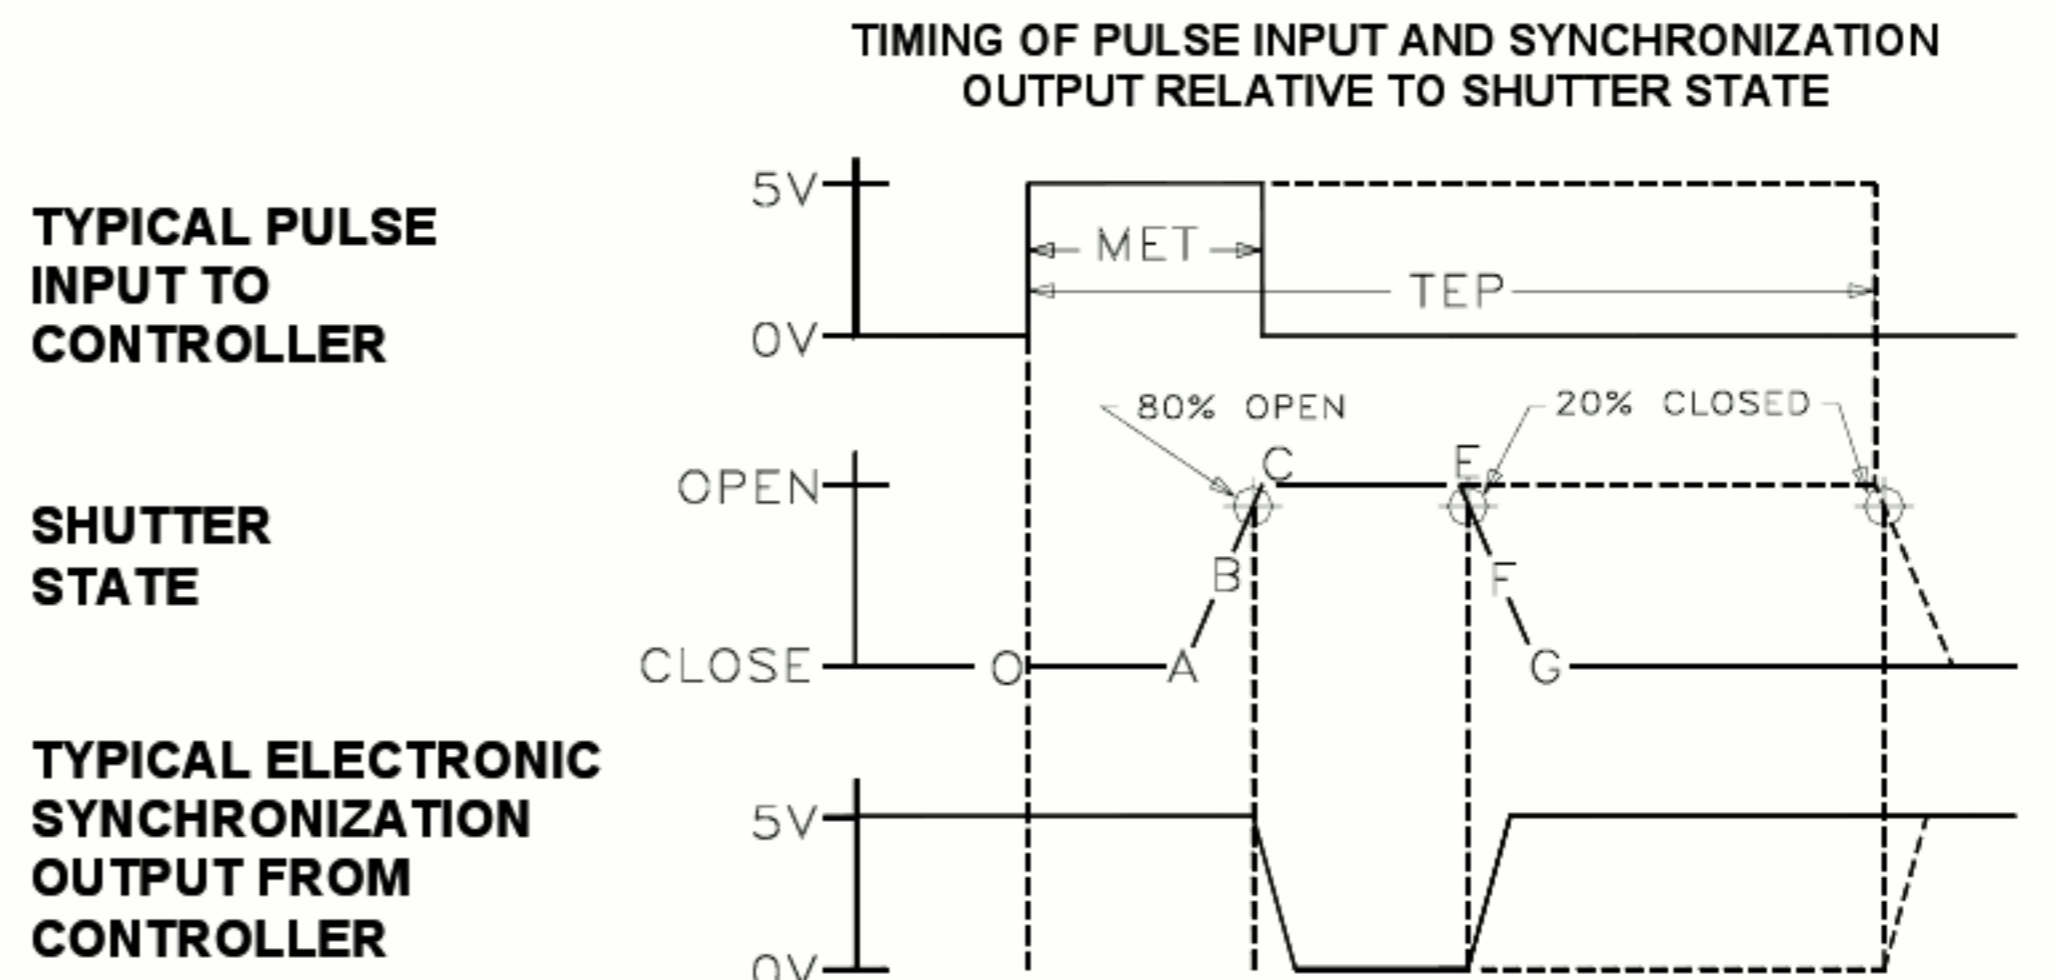 TIMING OF PULSE INPUT AND SYNCHRONIZATION
OUTPUT RELATIVE TO SHUTTER STATE
TYPICAL PULSE
INPUT TO
CONTROLLER
5V
MET
TEP
0V
80% OPEN
20% CLOSED
SHUTTER
STATE
OPEN
C
E
B
F
CLOSE
O
A
G
TYPICAL ELECTRONIC
SYNCHRONIZATION
OUTPUT FROM
CONTROLLER
5V
0V